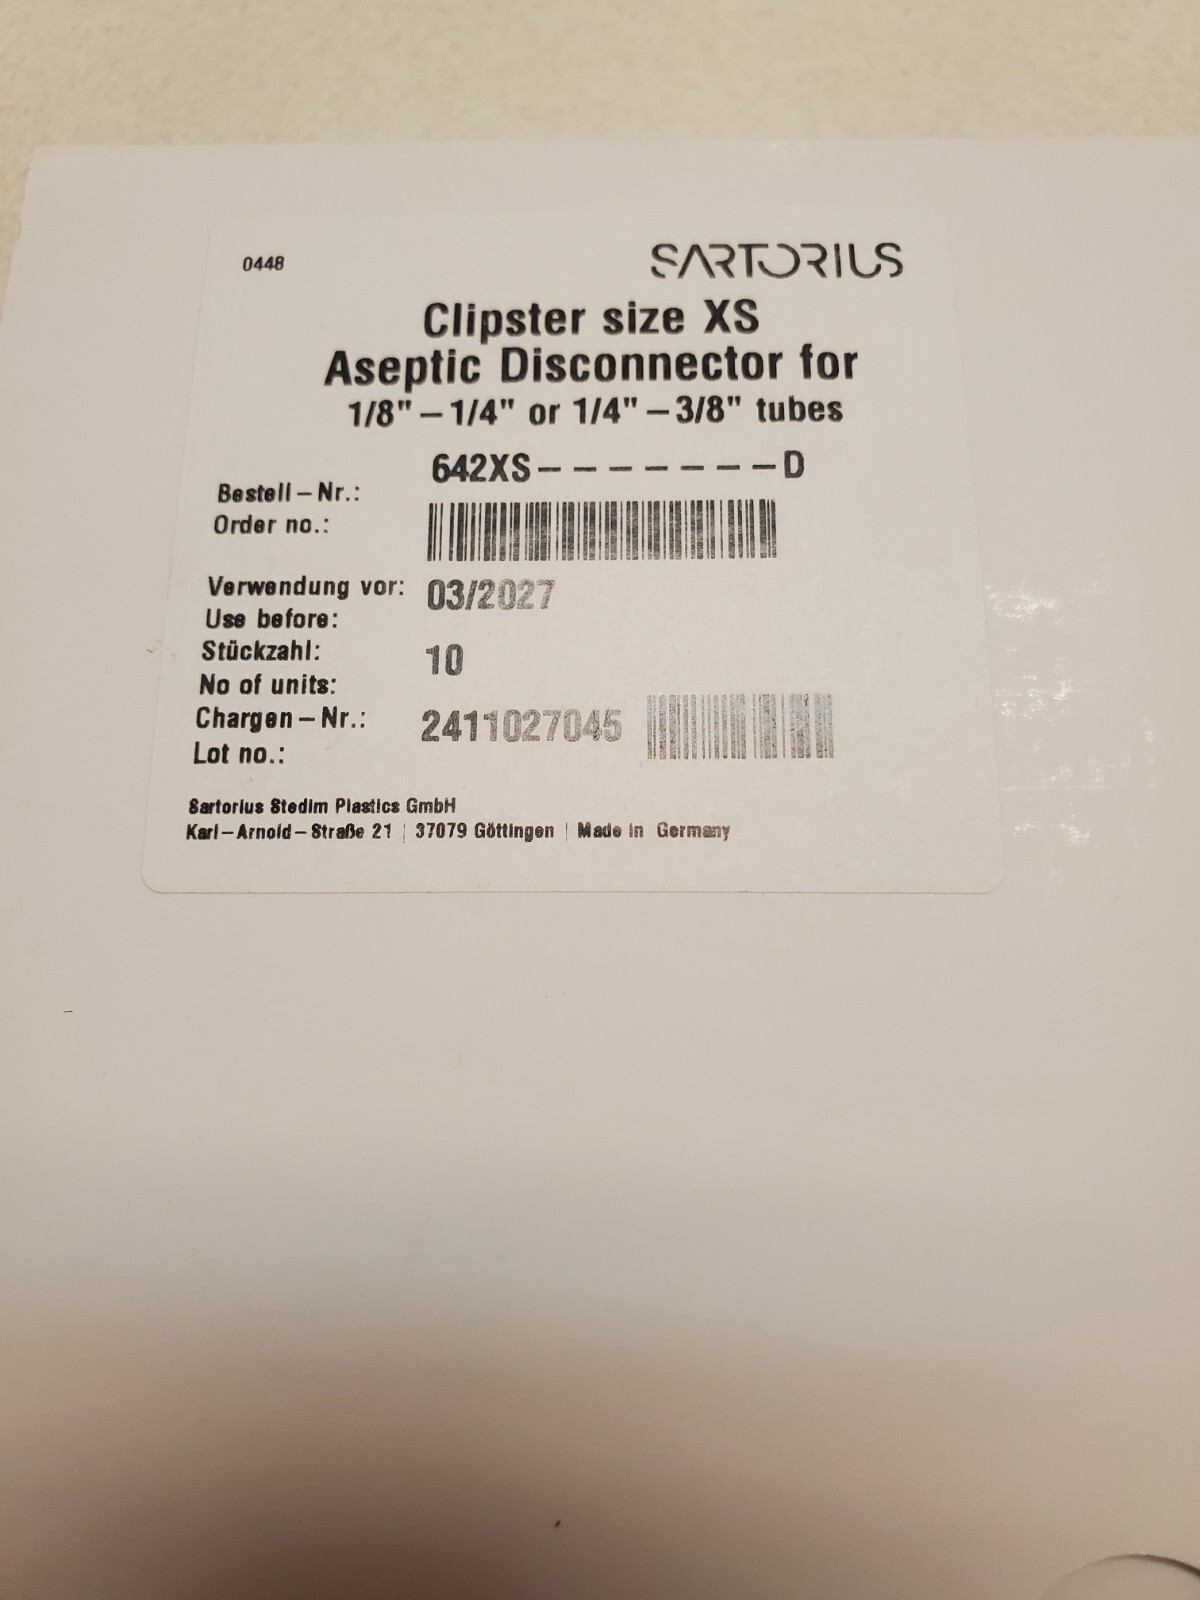 0448
SARTORIUS
Clipster size XS
Aseptic Disconnector for
1/8" – 1/4" or 1/4" – 3/8" tubes
642XS-------D
Bestell – Nr.:
Order no.:
Verwendung vor: 03/2027
Use before:
Stückzahl: 10
No of units:
Chargen – Nr.: 2411027045
Lot no.:
Sartorius Stedim Plastics GmbH
Karl – Arnold – Straße 21 | 37079 Göttingen | Made in Germany